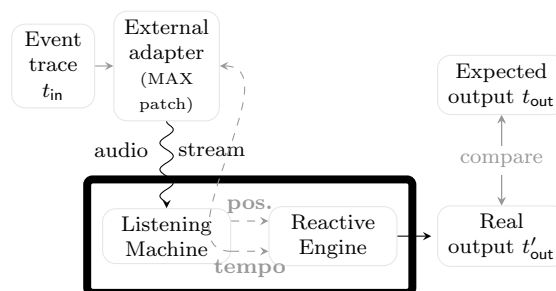 Event
trace
t_in
External
adapter
(MAX
patch)
Expected
output t_out
audio stream
compare
pos.
Listening
Machine
tempo
Reactive
Engine
Real
output t′_out